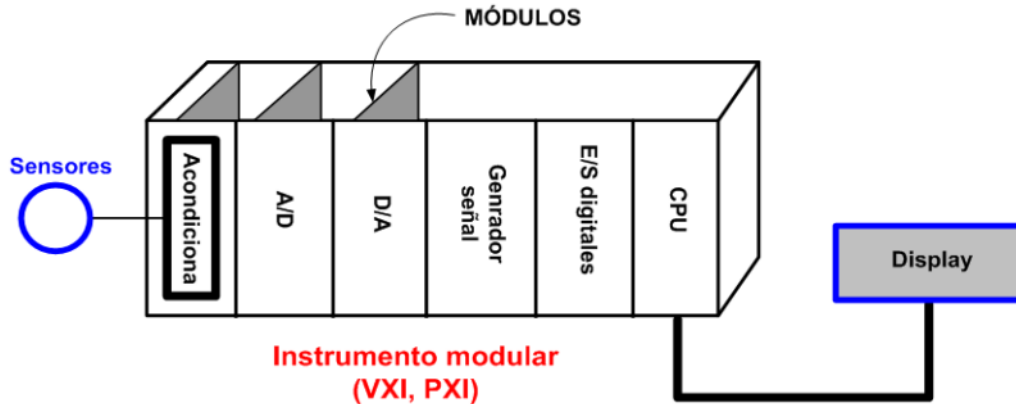 MÓDULOS
Sensores
Acondiciona
A/D
D/A
Genrador
señal
E/S digitales
CPU
Display
Instrumento modular
(VXI, PXI)